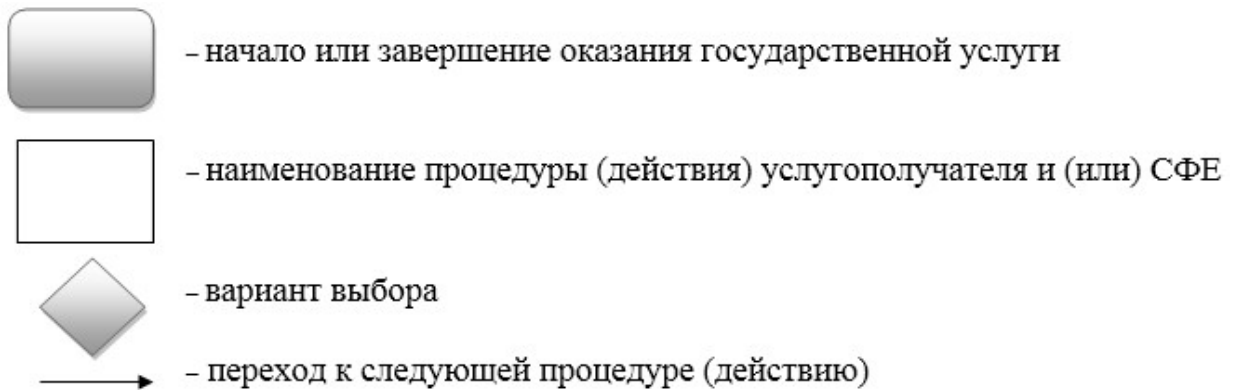 – начало или завершение оказания государственной услуги
– наименование процедуры (действия) услугополучателя и (или) СФЕ
– вариант выбора
– переход к следующей процедуре (действию)